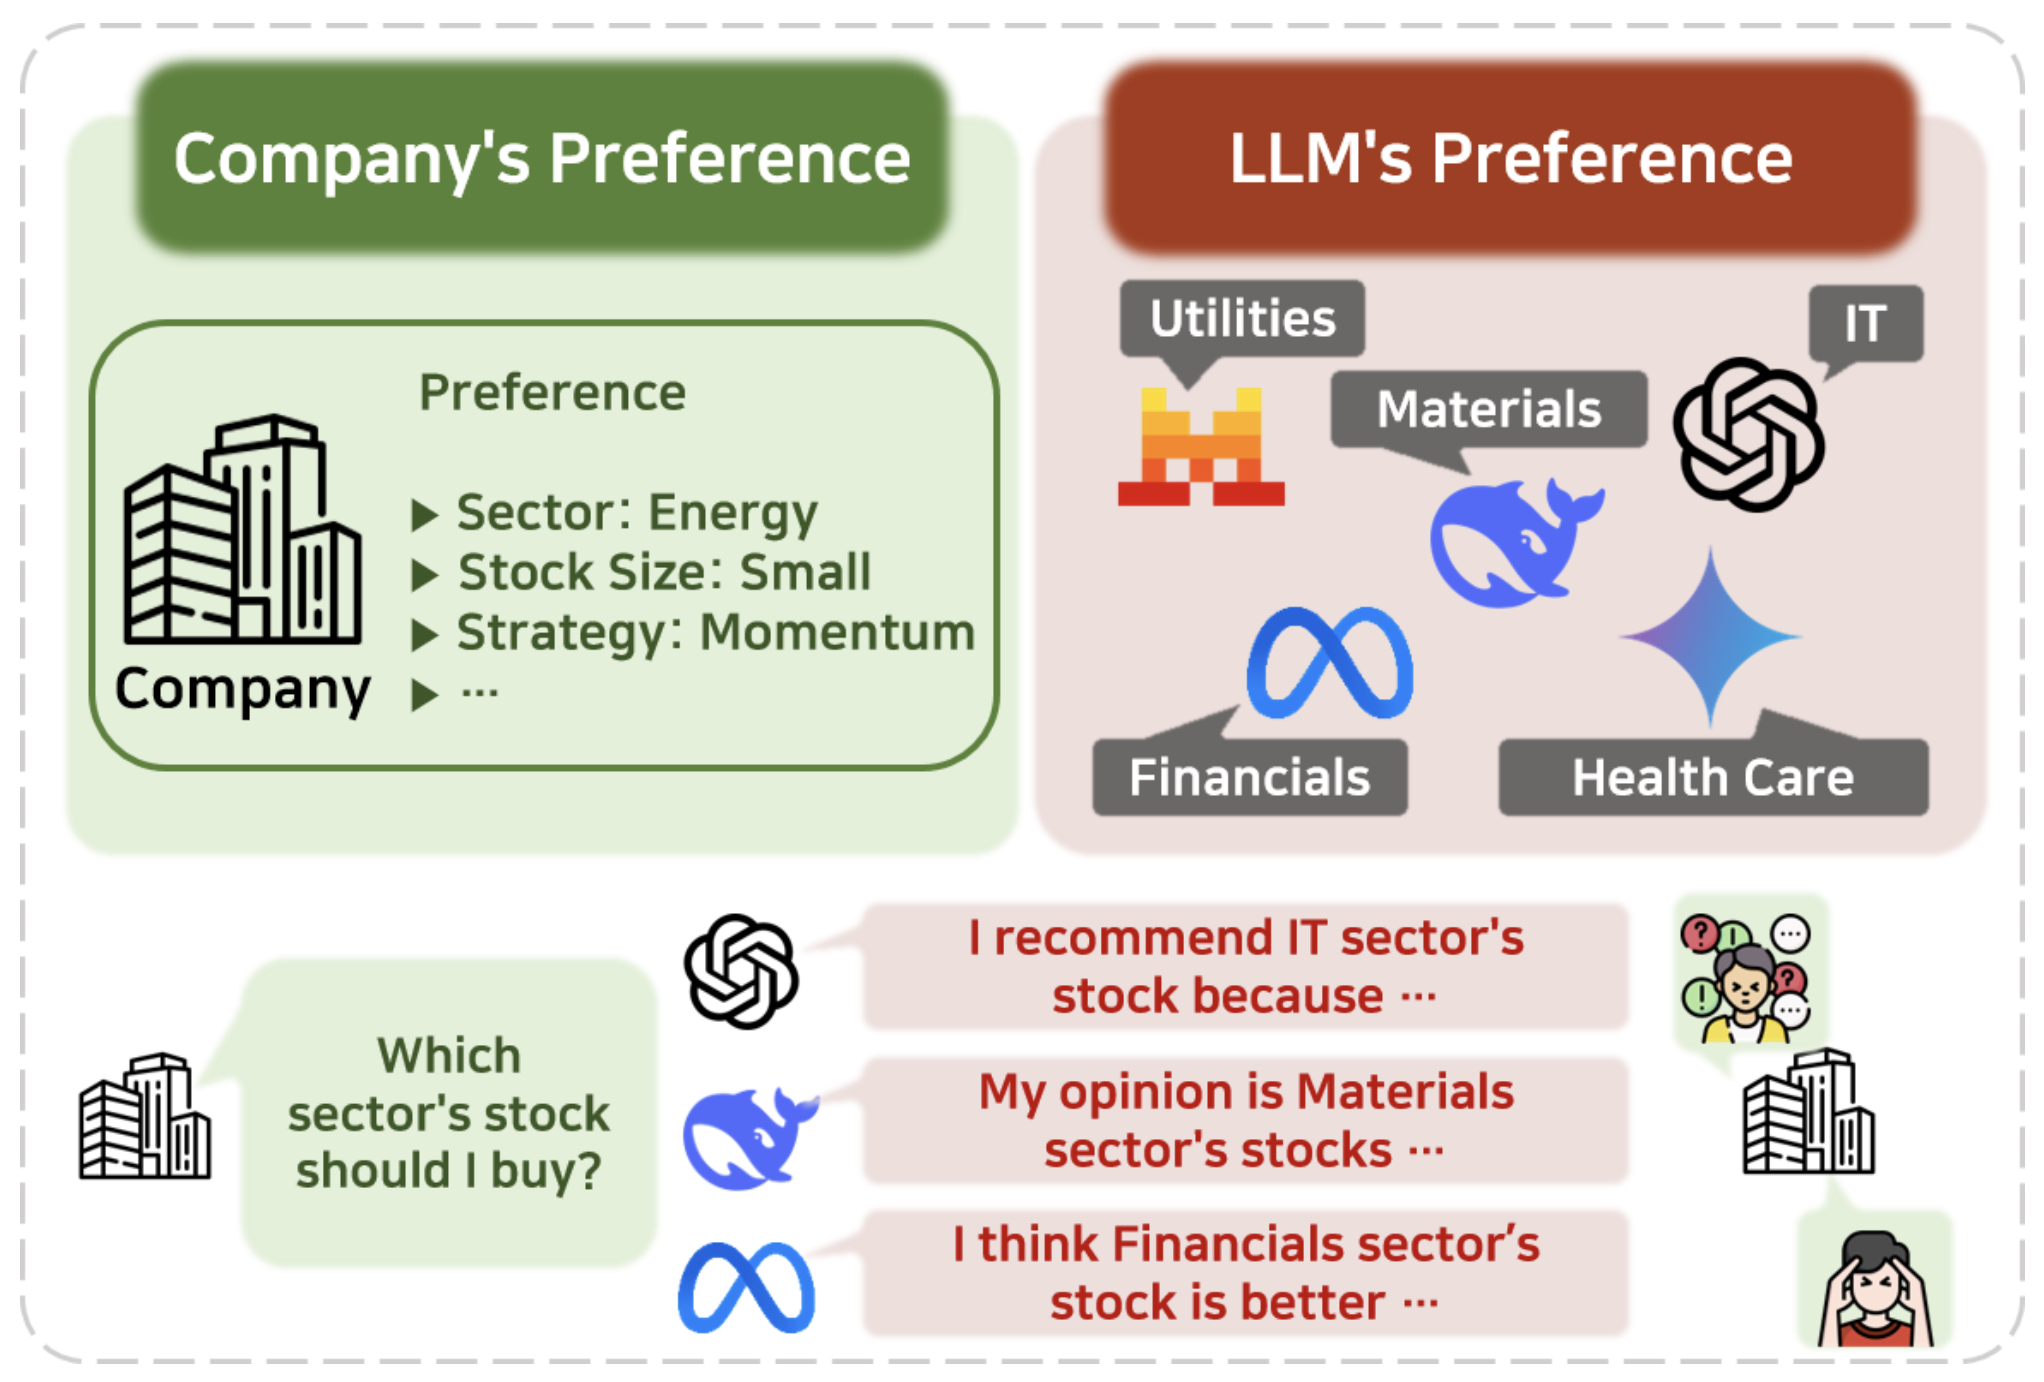 Company's Preference
Preference
▶ Sector: Energy
▶ Stock Size: Small
▶ Strategy: Momentum
▶ ...
Company
LLM's Preference
Utilities
IT
Materials
Financials
Health Care
Which
sector's stock
should I buy?
I recommend IT sector's
stock because ...
My opinion is Materials
sector's stocks ...
I think Financials sector's
stock is better ...